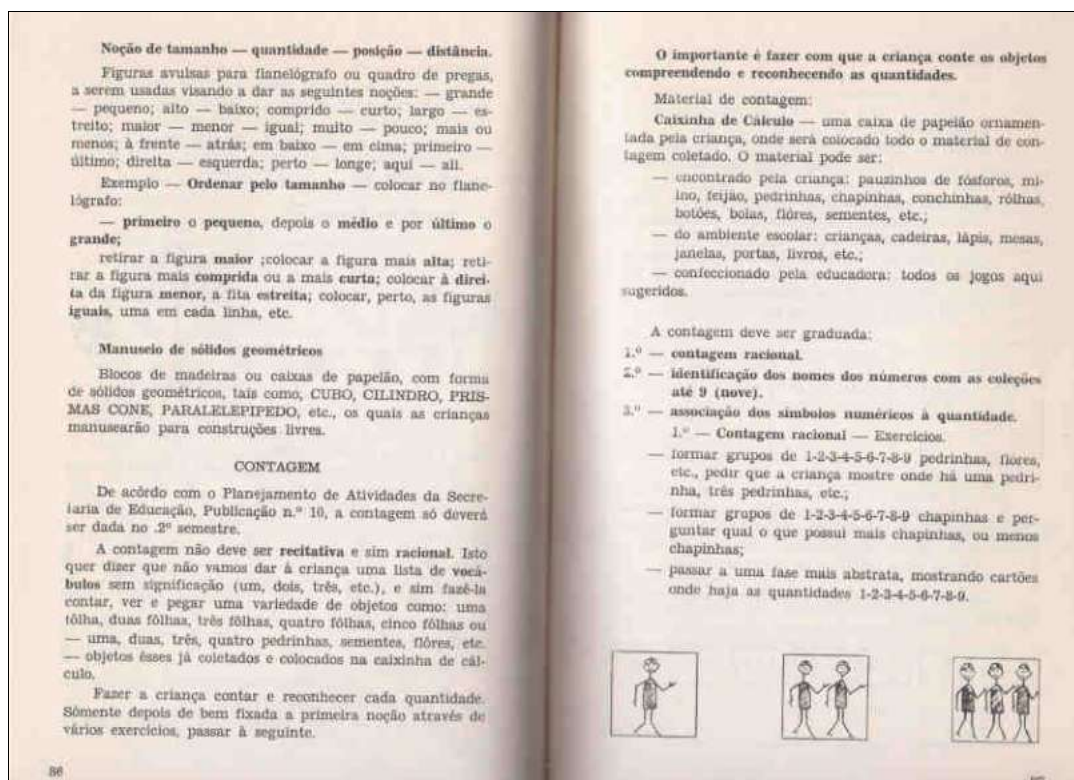 Noção de tamanho — quantidade — posição — distância.
Figuras avulsas para flanelógrafo ou quadro de pregas,
a serem usadas visando a dar as seguintes noções: — grande
— pequeno; alto — baixo; comprido — curto; largo — es-
treito; maior — menor — igual; muito — pouco; mais ou
menos; à frente — atrás; em baixo — em cima; primeiro —
último; direita — esquerda; perto — longe; aqui — ali.
Exemplo — Ordenar pelo tamanho — colocar no flane-
lógrafo:
— primeiro o pequeno, depois o médio e por último o
grande;
retirar a figura maior ;colocar a figura mais alta; reti-
rar a figura mais comprida ou a mais curta; colocar à direi-
ta da figura menor, a fita estreita; colocar, perto, as figuras
iguais, uma em cada linha, etc.
Manuseio de sólidos geométricos
Blocos de madeiras ou caixas de papelão, com forma
de sólidos geométricos, tais como, CUBO, CILINDRO, PRIS-
MAS CONE, PARALELEPIPEDO, etc., os quais as crianças
manusearão para construções livres.
CONTAGEM
De acôrdo com o Planejamento de Atividades da Secre-
taria de Educação, Publicação n.º 10, a contagem só deverá
ser dada no .2º semestre.
A contagem não deve ser recitativa e sim racional. Isto
quer dizer que não vamos dar à criança uma lista de vocá-
bulos sem significação (um, dois, três, etc.), e sim fazê-la
contar, ver e pegar uma variedade de objetos como: uma
fôlha, duas fôlhas, três fôlhas, quatro fôlhas, cinco fôlhas ou
— uma, duas, três, quatro pedrinhas, sementes, flôres, etc.
— objetos êsses já coletados e colocados na caixinha de cál-
culo.
Fazer a criança contar e reconhecer cada quantidade.
Sòmente depois de bem fixada a primeira noção através de
vários exercícios, passar à seguinte.
86
O importante é fazer com que a criança conte os objetos
compreendendo e reconhecendo as quantidades.
Material de contagem:
Caixinha de Cálculo — uma caixa de papelão ornamen-
tada pela criança, onde será colocado todo o material de con-
tagem coletado. O material pode ser:
— encontrado pela criança: pauzinhos de fósforos, mi-
lho, feijão, pedrinhas, chapinhas, conchinhas, rôlhas,
botões, bolas, flôres, sementes, etc.;
— do ambiente escolar: crianças, cadeiras, lápis, mesas,
janelas, portas, livros, etc.;
— confeccionado pela educadora: todos os jogos aqui
sugeridos.
A contagem deve ser graduada:
1.º — contagem racional.
2.º — identificação dos nomes dos números com as coleções
até 9 (nove).
3.º — associação dos símbolos numéricos à quantidade.
1.º — Contagem racional — Exercícios.
— formar grupos de 1-2-3-4-5-6-7-8-9 pedrinhas, flores,
etc., pedir que a criança mostre onde há uma pedri-
nha, três pedrinhas, etc.;
— formar grupos de 1-2-3-4-5-6-7-8-9 chapinhas e per-
guntar qual o que possui mais chapinhas, ou menos
chapinhas;
— passar a uma fase mais abstrata, mostrando cartões
onde haja as quantidades 1-2-3-4-5-6-7-8-9.